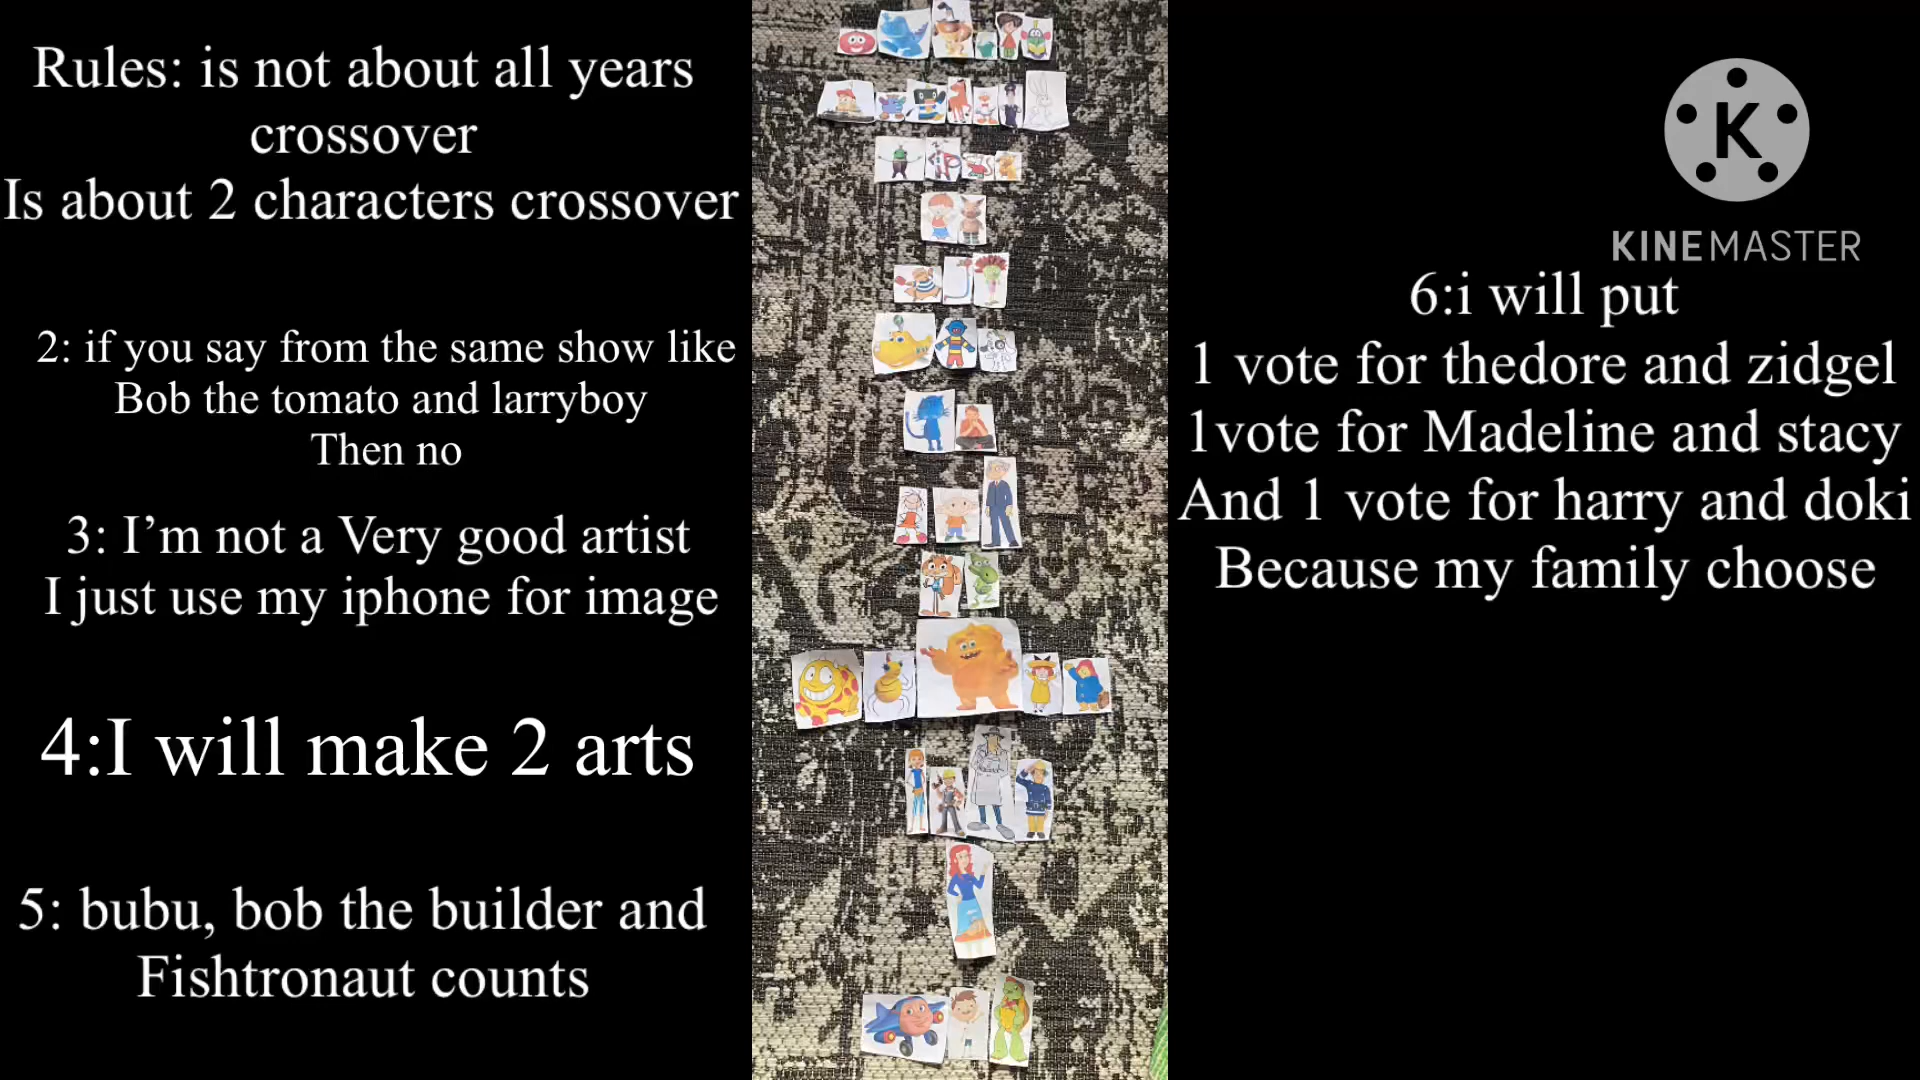 Rules: is not about all years
crossover
Is about 2 characters crossover
2: if you say from the same show like
Bob the tomato and larryboy
Then no
3: I’m not a Very good artist
I just use my iphone for image
4:I will make 2 arts
5: bubu, bob the builder and
Fishtronaut counts
K
KINEMASTER
6:i will put
1 vote for thedore and zidgel
1vote for Madeline and stacy
And 1 vote for harry and doki
Because my family choose